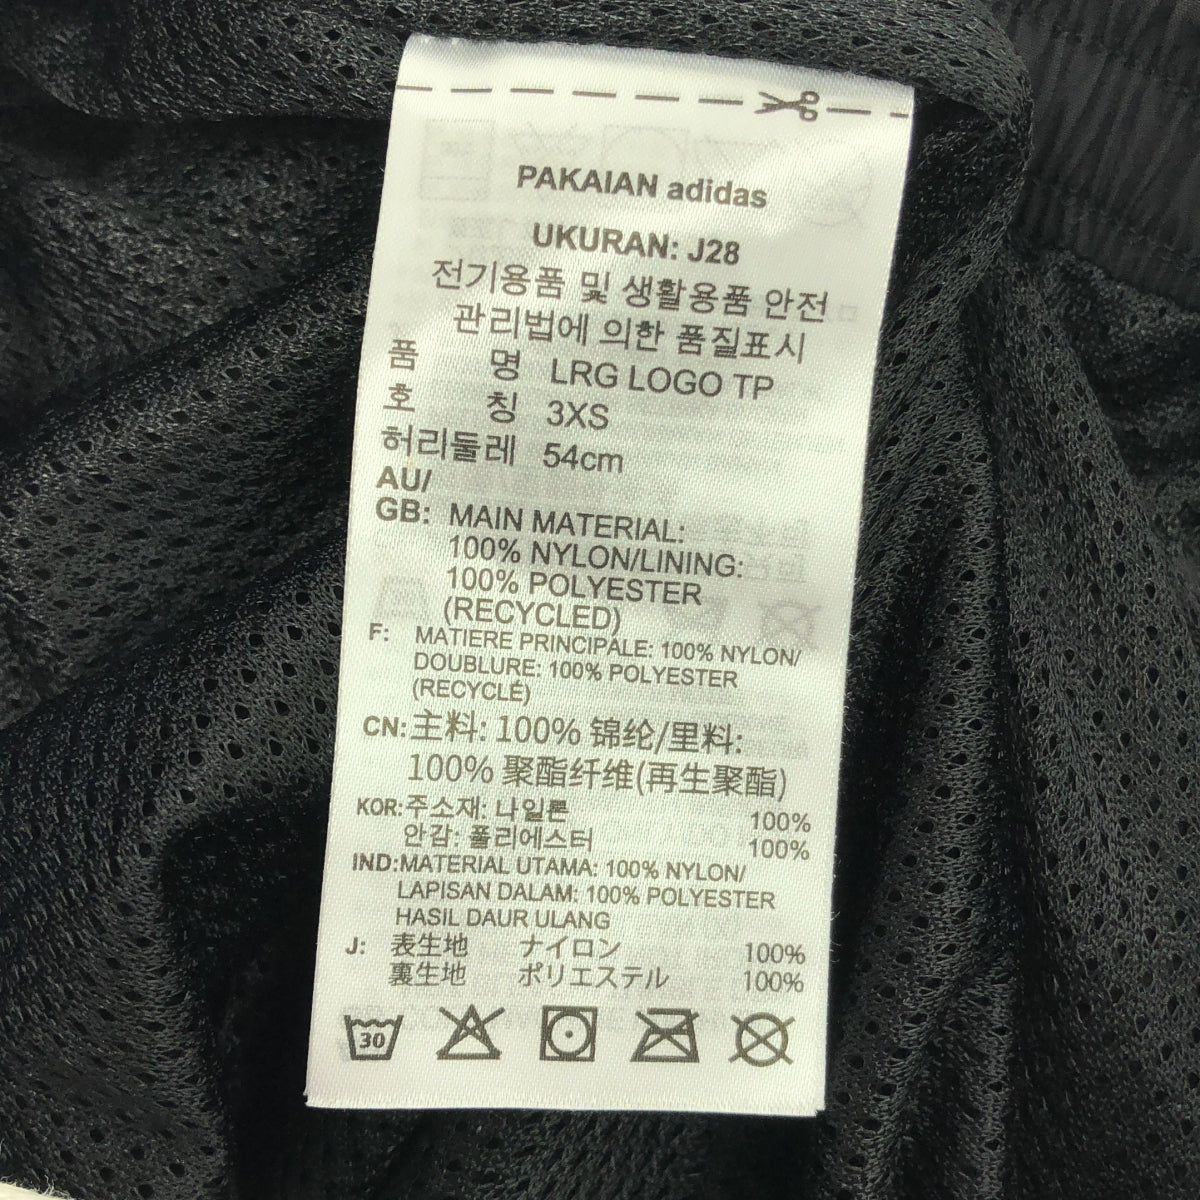 PAKAIAN adidas
UKURAN: J28
전기용품 및 생활용품 안전
관리법에 의한 품질표시
품 명 LRG LOGO TP
호 칭 3XS
허리둘레 54cm
AU/
GB: MAIN MATERIAL:
100% NYLON/LINING:
100% POLYESTER
(RECYCLED)
F: MATIERE PRINCIPALE: 100% NYLON/
DOUBLURE: 100% POLYESTER
(RECYCLÉ)
CN: 主料: 100% 锦纶/里料:
100% 聚酯纤维(再生聚酯)
KOR: 주소재: 나일론 100%
안감: 폴리에스터 100%
IND: MATERIAL UTAMA: 100% NYLON/
LAPISAN DALAM: 100% POLYESTER
HASIL DAUR ULANG
J: 表生地 ナイロン 100%
裏生地 ポリエステル 100%
30